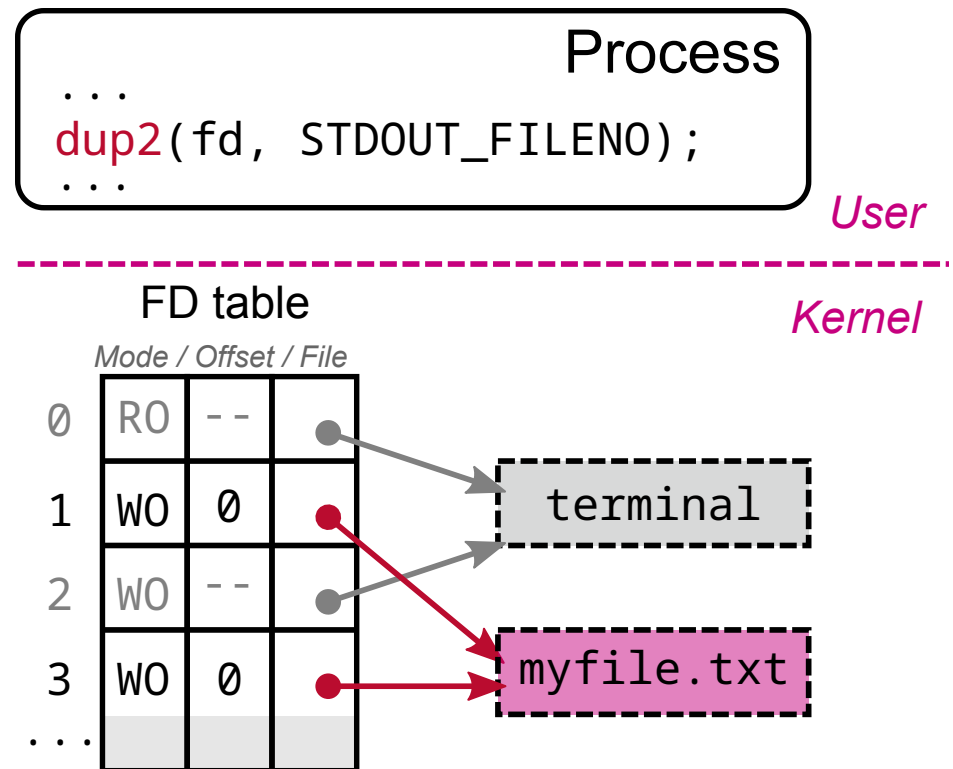 Process
...
dup2(fd, STDOUT_FILENO);
...
User
FD table
Kernel
Mode / Offset / File
0 RO --
1 WO 0
terminal
2 WO --
3 WO 0
myfile.txt
...